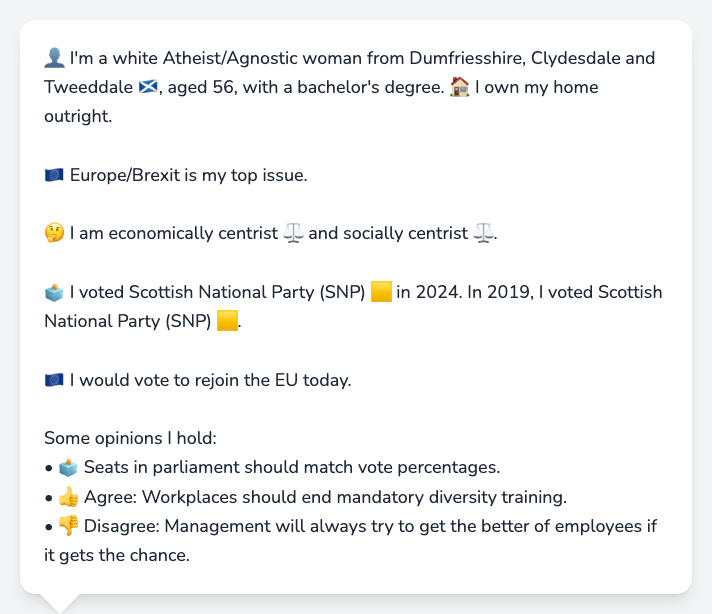 👤 I'm a white Atheist/Agnostic woman from Dumfriesshire, Clydesdale and
Tweeddale 🏴󠁧󠁢󠁳󠁣󠁴󠁿, aged 56, with a bachelor's degree. 🏠 I own my home
outright.
🇪🇺 Europe/Brexit is my top issue.
🤔 I am economically centrist ⚖️ and socially centrist ⚖️.
🗳️ I voted Scottish National Party (SNP) 🟨 in 2024. In 2019, I voted Scottish
National Party (SNP) 🟨.
🇪🇺 I would vote to rejoin the EU today.
Some opinions I hold:
• 🗳️ Seats in parliament should match vote percentages.
• 👍 Agree: Workplaces should end mandatory diversity training.
• 👎 Disagree: Management will always try to get the better of employees if
it gets the chance.